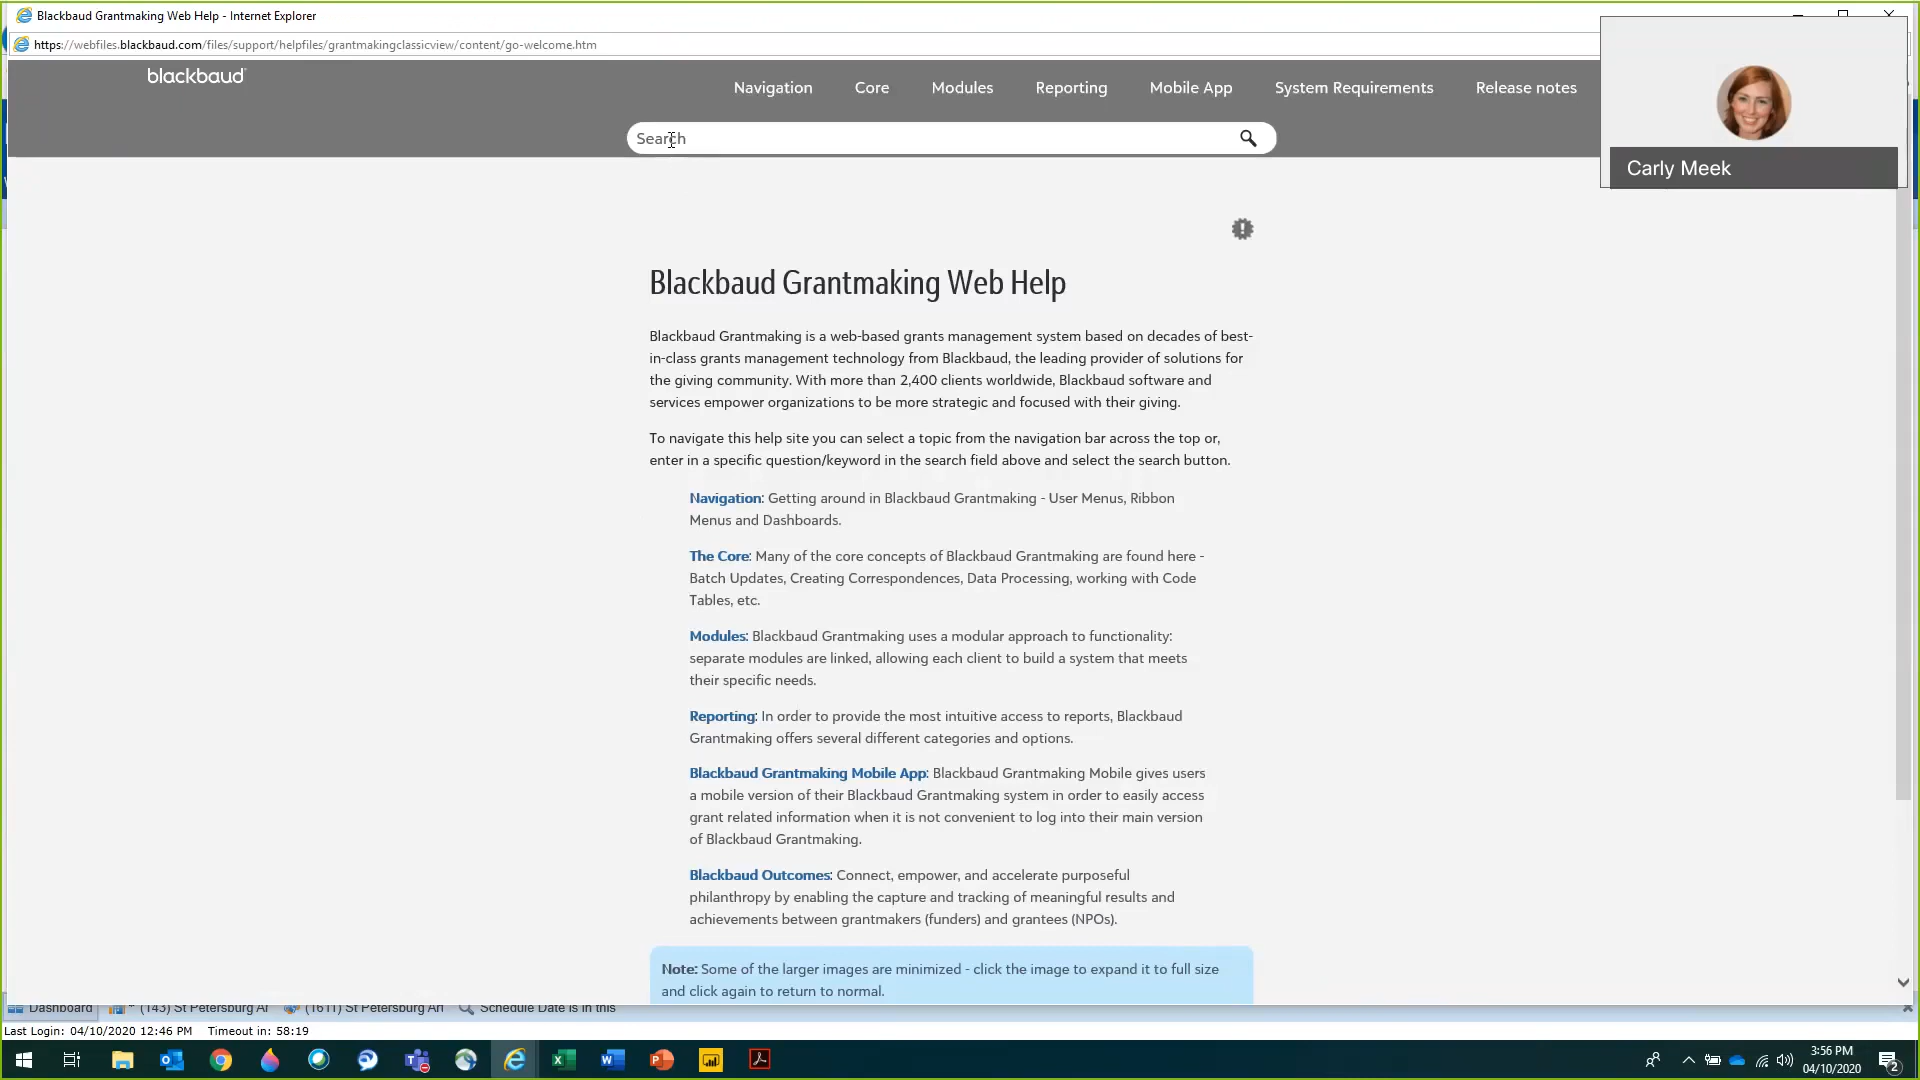 Blackbaud Grantmaking Web Help - Internet Explorer
https://webfiles.blackbaud.com/files/support/helpfiles/grantmakingclassicview/content/go-welcome.htm
blackbaud
Navigation Core Modules Reporting Mobile App System Requirements Release notes
Search
Carly Meek
Blackbaud Grantmaking Web Help
Blackbaud Grantmaking is a web-based grants management system based on decades of best-
in-class grants management technology from Blackbaud, the leading provider of solutions for
the giving community. With more than 2,400 clients worldwide, Blackbaud software and
services empower organizations to be more strategic and focused with their giving.
To navigate this help site you can select a topic from the navigation bar across the top or,
enter in a specific question/keyword in the search field above and select the search button.
Navigation: Getting around in Blackbaud Grantmaking - User Menus, Ribbon
Menus and Dashboards.
The Core: Many of the core concepts of Blackbaud Grantmaking are found here -
Batch Updates, Creating Correspondences, Data Processing, working with Code
Tables, etc.
Modules: Blackbaud Grantmaking uses a modular approach to functionality:
separate modules are linked, allowing each client to build a system that meets
their specific needs.
Reporting: In order to provide the most intuitive access to reports, Blackbaud
Grantmaking offers several different categories and options.
Blackbaud Grantmaking Mobile App: Blackbaud Grantmaking Mobile gives users
a mobile version of their Blackbaud Grantmaking system in order to easily access
grant related information when it is not convenient to log into their main version
of Blackbaud Grantmaking.
Blackbaud Outcomes: Connect, empower, and accelerate purposeful
philanthropy by enabling the capture and tracking of meaningful results and
achievements between grantmakers (funders) and grantees (NPOs).
Note: Some of the larger images are minimized - click the image to expand it to full size
and click again to return to normal.
Dashboard (143) St Petersburg Ar (1611) St Petersburg Art Schedule Date is in this
Last Login: 04/10/2020 12:46 PM Timeout in: 58:19
3:56 PM
04/10/2020
2